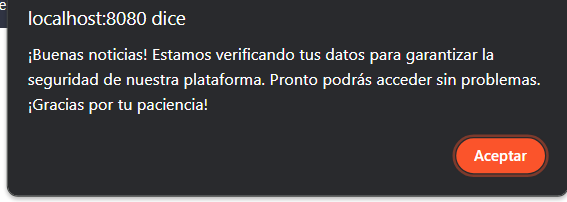 localhost:8080 dice
¡Buenas noticias! Estamos verificando tus datos para garantizar la
seguridad de nuestra plataforma. Pronto podrás acceder sin problemas.
¡Gracias por tu paciencia!
Aceptar